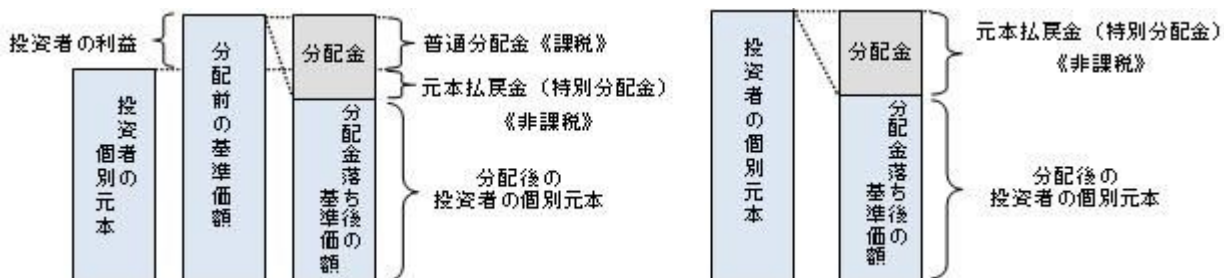 投資者の利益
投資者の
個別元本
分配前の基準価額
分配金
分配金落ち後の
基準価額
普通分配金《課税》
元本払戻金（特別分配金）
《非課税》
分配後の
投資者の個別元本
投資者の個別元本
分配金
分配金落ち後の
基準価額
元本払戻金（特別分配金）
《非課税》
分配後の
投資者の個別元本